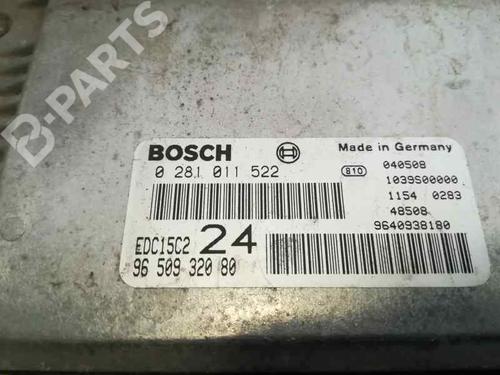 B-PARTS
BOSCH
Made in Germany
0 281 011 522
810
040508
1039S00000
1154 0283
48508
9640938180
EDC15C2 24
96 509 320 80